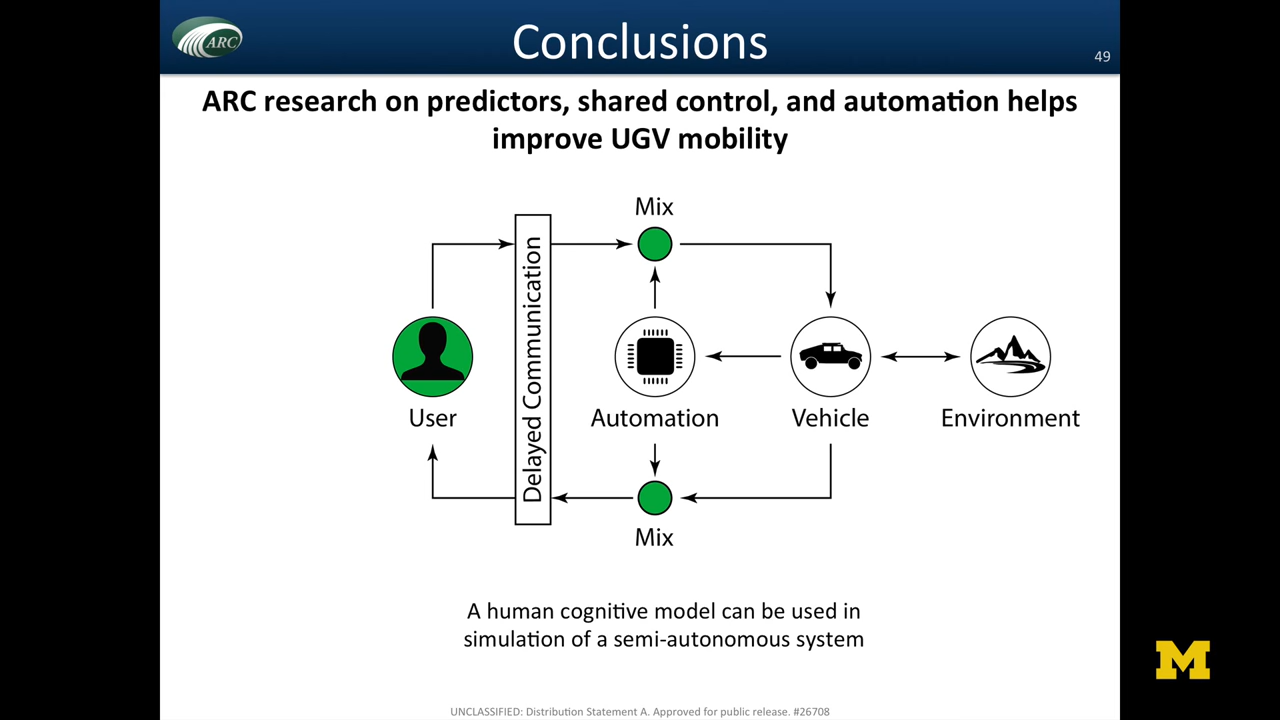 ARC
Conclusions
49
ARC research on predictors, shared control, and automation helps
improve UGV mobility
Mix
Delayed Communication
User
Automation
Vehicle
Environment
Mix
A human cognitive model can be used in
simulation of a semi-autonomous system
M
UNCLASSIFIED: Distribution Statement A. Approved for public release. #26708